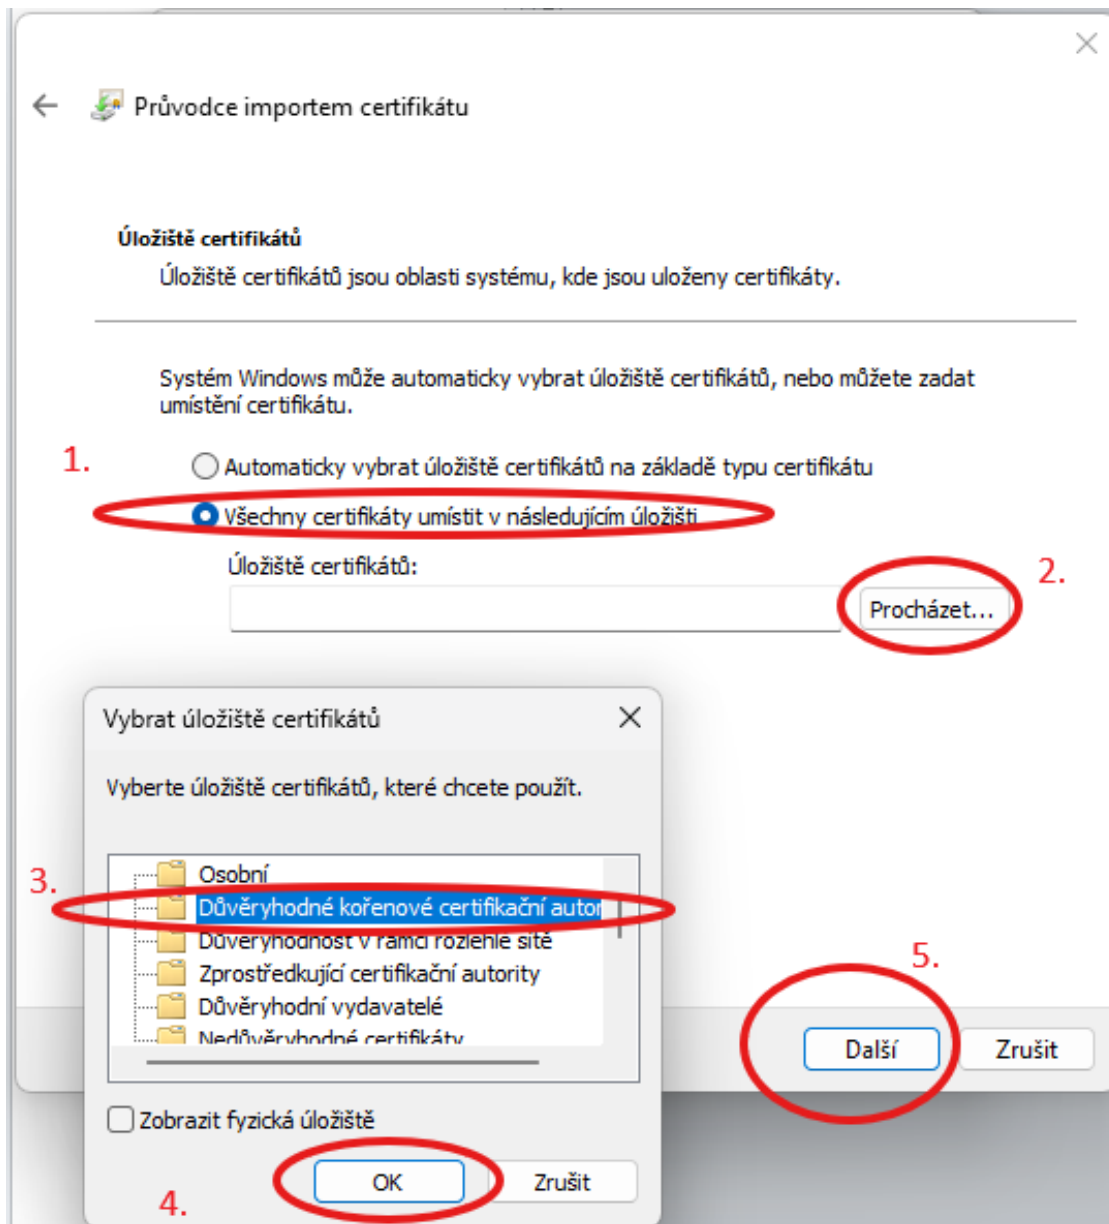 Průvodce importem certifikátu
Úložiště certifikátů
Úložiště certifikátů jsou oblasti systému, kde jsou uloženy certifikáty.
Systém Windows může automaticky vybrat úložiště certifikátů, nebo můžete zadat
umístění certifikátu.
1.
Automaticky vybrat úložiště certifikátů na základě typu certifikátu
Všechny certifikáty umístit v následujícím úložišti
Úložiště certifikátů:
2.
Procházet...
Vybrat úložiště certifikátů
Vyberte úložiště certifikátů, které chcete použít.
3.
Osobní
Důvěryhodné kořenové certifikační autor
Důvěryhodnost v rámci rozlehlé sítě
Zprostředkující certifikační autority
Důvěryhodní vydavatelé
Nedůvěryhodné certifikáty
5.
Další
Zrušit
Zobrazit fyzická úložiště
OK
Zrušit
4.